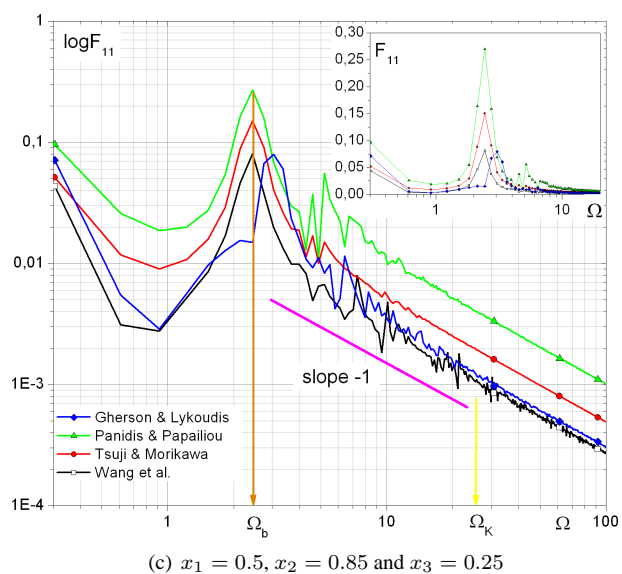 1
logF11
0,1
0,01
1E-3
1E-4
0,30
0,25
0,20
0,15
0,10
0,05
0,00
F11
1
10
Ω
slope -1
Gherson & Lykoudis
Panidis & Papailiou
Tsuji & Morikawa
Wang et al.
1
Ωb
10
ΩK
Ω
100
(c) x1 = 0.5, x2 = 0.85 and x3 = 0.25